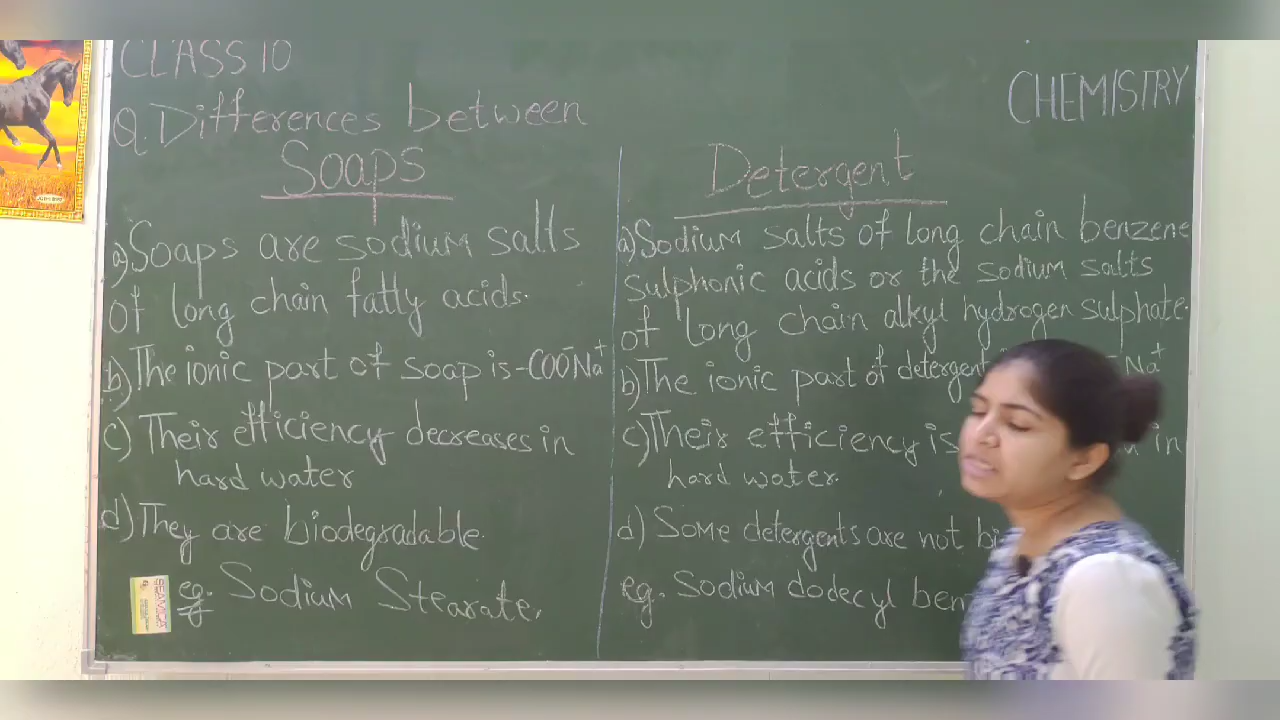 CLASS 10
CHEMISTRY
Q. Differences between
Soaps
a) Soaps are sodium salts
of long chain fatty acids.
b) The ionic part of soap is -COO⁻Na⁺
c) Their efficiency decreases in
hard water
d) They are biodegradable.
eg. Sodium Stearate.
Detergent
a) Sodium salts of long chain benzene
sulphonic acids or the sodium salts
of long chain alkyl hydrogen sulphate.
b) The ionic part of detergent Na⁺
c) Their efficiency is in
hard water.
d) Some detergents are not
eg. Sodium dodecyl